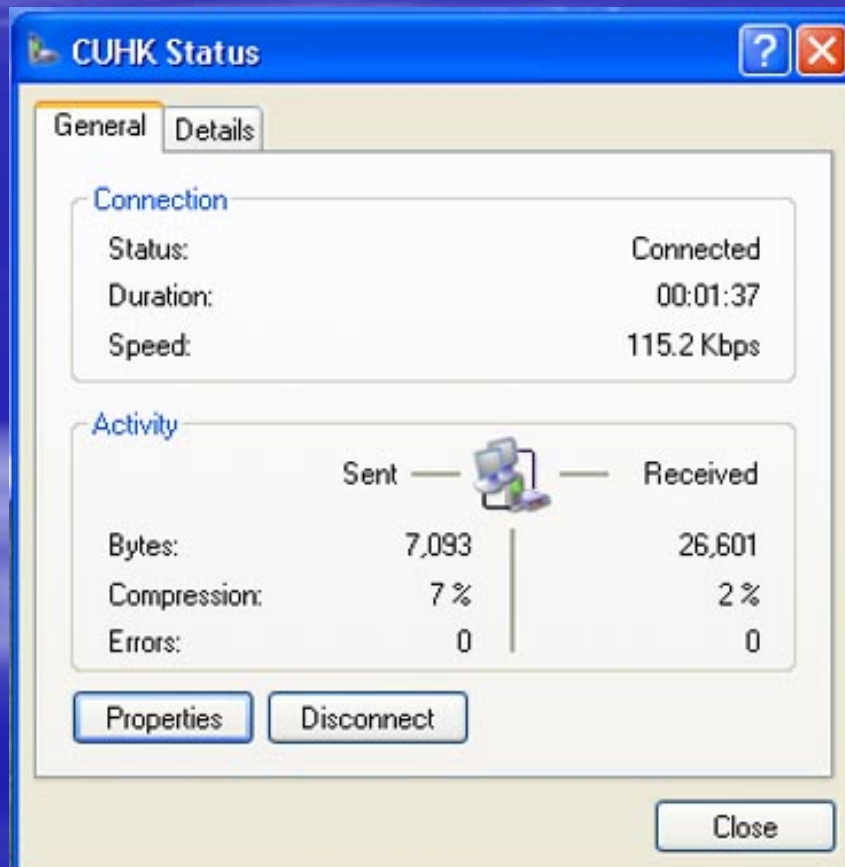 CUHK Status
General Details
Connection
Status: Connected
Duration: 00:01:37
Speed: 115.2 Kbps
Activity
Sent Received
Bytes: 7,093 26,601
Compression: 7 % 2 %
Errors: 0 0
Properties Disconnect
Close